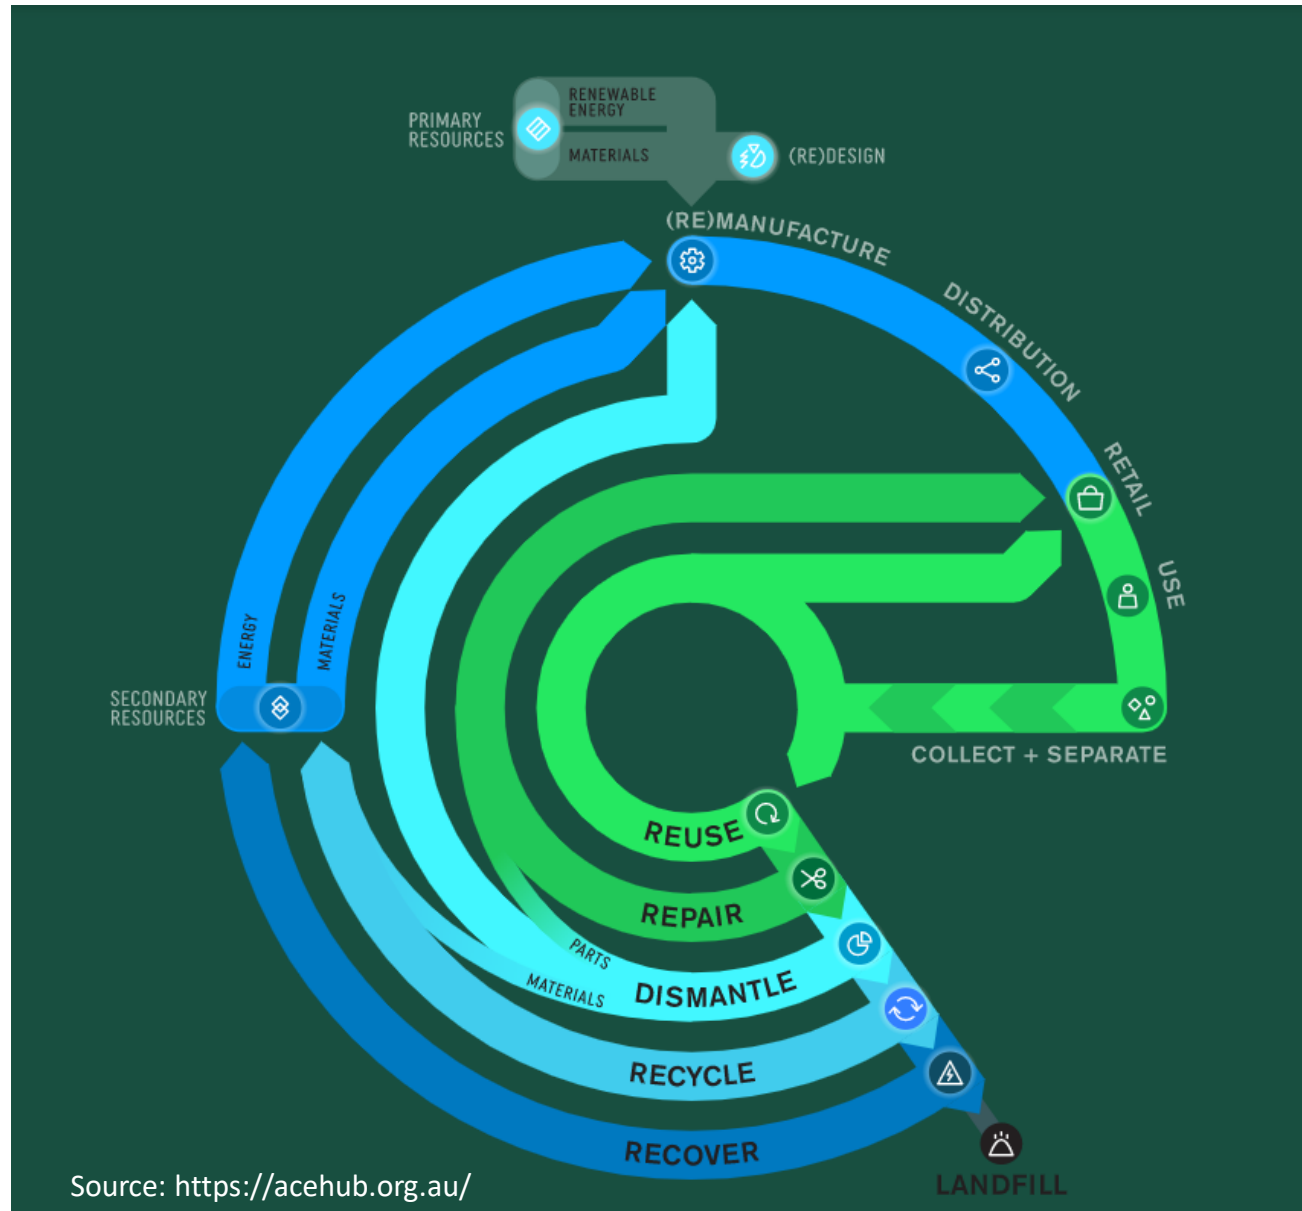 RENEWABLE
ENERGY
PRIMARY
RESOURCES
MATERIALS
(RE)DESIGN
(RE)MANUFACTURE
DISTRIBUTION
RETAIL
USE
ENERGY
MATERIALS
SECONDARY
RESOURCES
COLLECT + SEPARATE
REUSE
REPAIR
PARTS
MATERIALS
DISMANTLE
RECYCLE
RECOVER
LANDFILL
Source: https://acehub.org.au/